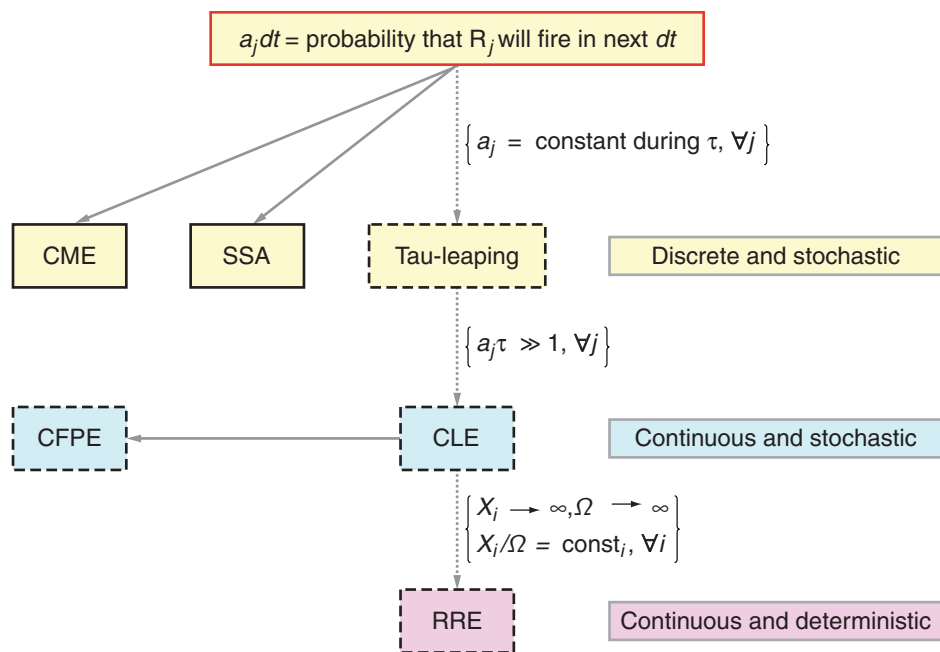 a_j dt = probability that R_j will fire in next dt
{ a_j = constant during τ, ∀j }
CME
SSA
Tau-leaping
Discrete and stochastic
{ a_jτ ≫ 1, ∀j }
CFPE
CLE
Continuous and stochastic
X_i → ∞, Ω → ∞
X_i/Ω = const_i, ∀i
RRE
Continuous and deterministic